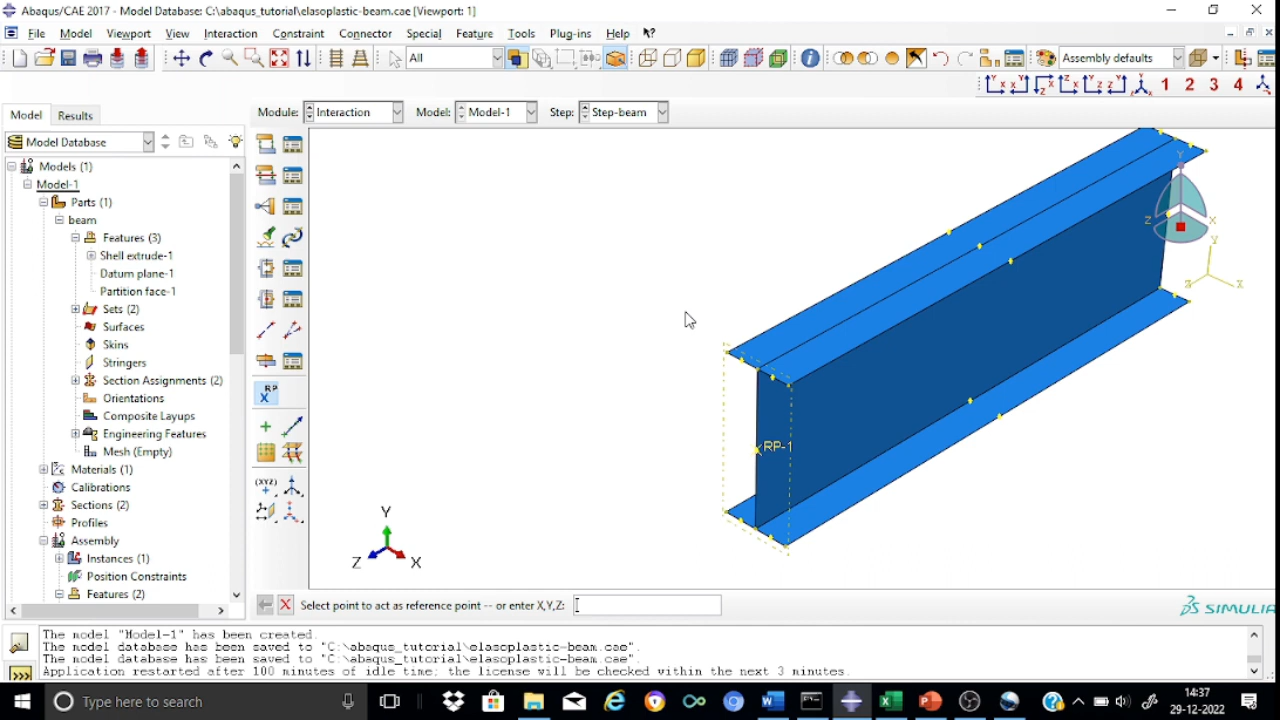 Abaqus/CAE 2017 - Model Database: C:\abaqus_tutorial\elasoplastic-beam.cae [Viewport: 1]
File Model Viewport View Interaction Constraint Connector Special Feature Tools Plug-ins Help
All
Assembly defaults
1 2 3 4
Model Results
Module: Interaction Model: Model-1 Step: Step-beam
Model Database
Models (1)
Model-1
Parts (1)
beam
Features (3)
Shell extrude-1
Datum plane-1
Partition face-1
Sets (2)
Surfaces
Skins
Stringers
Section Assignments (2)
Orientations
Composite Layups
Engineering Features
Mesh (Empty)
Materials (1)
Calibrations
Sections (2)
Profiles
Assembly
Instances (1)
Position Constraints
Features (2)
RP
(XYZ)
Y
Z
X
Y
Z
X
RP-1
Y
Z
X
Select point to act as reference point -- or enter X,Y,Z:
SIMULIA
The model "Model-1" has been created.
The model database has been saved to "C:\abaqus_tutorial\elasoplastic-beam.cae".
The model database has been saved to "C:\abaqus_tutorial\elasoplastic-beam.cae".
Application restarted after 100 minutes of idle time; the license will be checked within the next 3 minutes.
Type here to search
14:37
29-12-2022